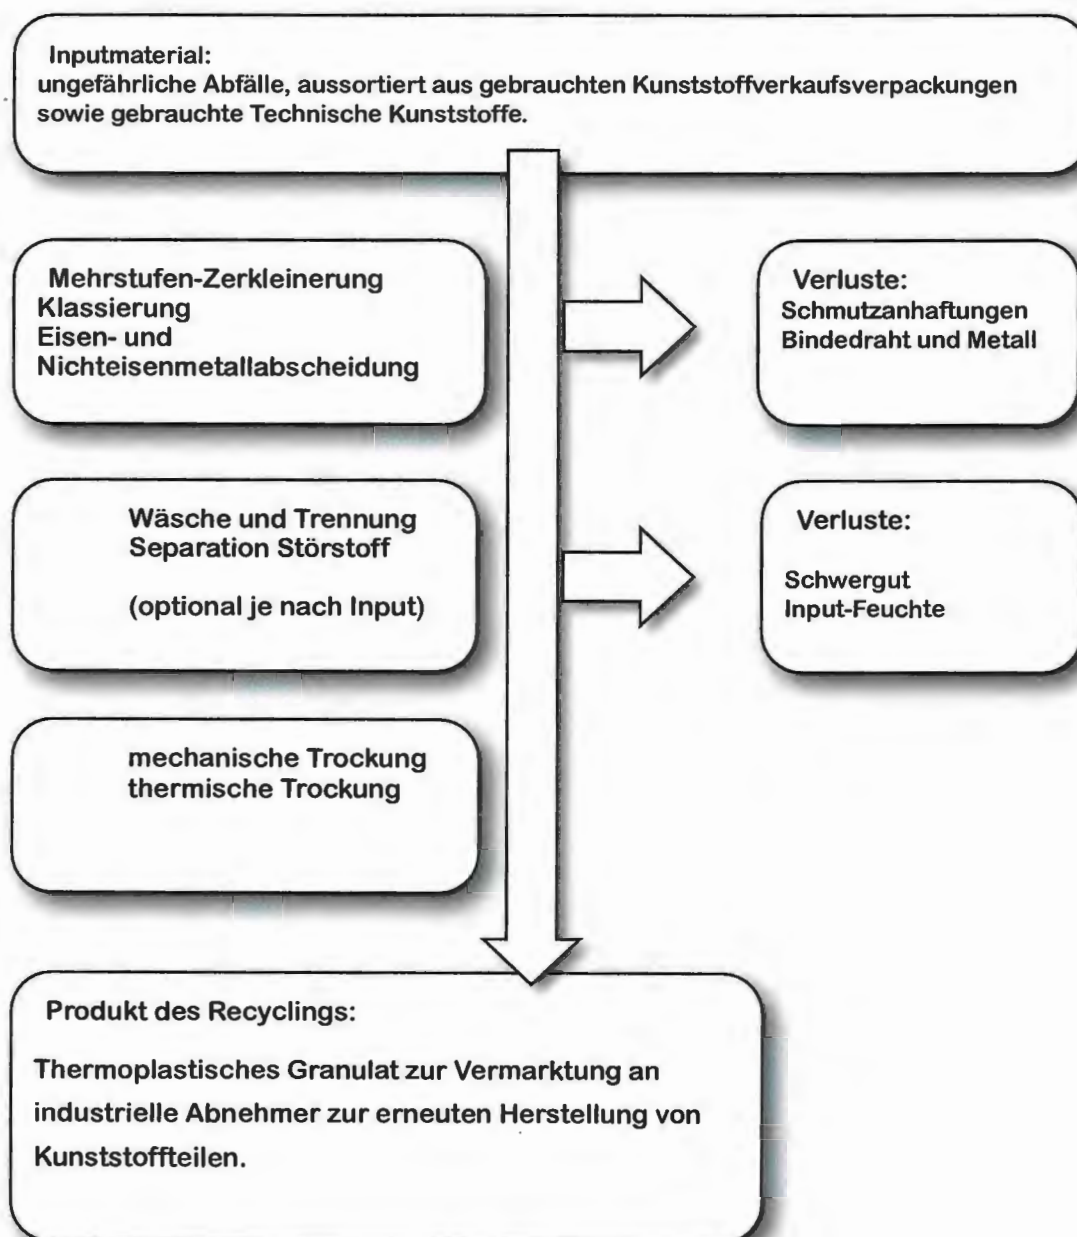 Inputmaterial:
ungefährliche Abfälle, aussortiert aus gebrauchten Kunststoffverkaufsverpackungen
sowie gebrauchte Technische Kunststoffe.
Mehrstufen-Zerkleinerung
Klassierung
Eisen- und
Nichteisenmetallabscheidung
Verluste:
Schmutzanhaftungen
Bindedraht und Metall
Wäsche und Trennung
Separation Störstoff
(optional je nach Input)
Verluste:
Schwergut
Input-Feuchte
mechanische Trockung
thermische Trockung
Produkt des Recyclings:
Thermoplastisches Granulat zur Vermarktung an
industrielle Abnehmer zur erneuten Herstellung von
Kunststoffteilen.